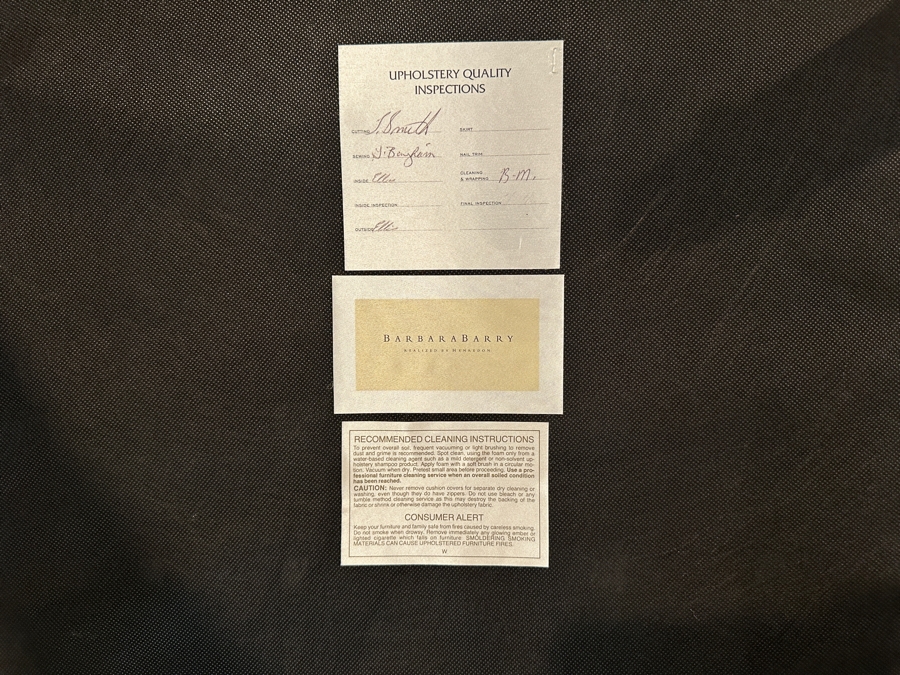 UPHOLSTERY QUALITY
INSPECTIONS
CUTTING J. Smith
SEWING J. Bingham
INSIDE Ellis
INSIDE INSPECTION
OUTSIDE Ellis
SKIRT
NAIL TRIM
CLEANING
& WRAPPING B.M.
FINAL INSPECTION
BARBARABARRY
REALIZED BY HENREDON
RECOMMENDED CLEANING INSTRUCTIONS
To prevent overall soil, frequent vacuuming or light brushing to remove
dust and grime is recommended. Spot clean, using the foam only from a
water-based cleaning agent such as a mild detergent or non-solvent up-
holstery shampoo product. Apply foam with a soft brush in a circular mo-
tion. Vacuum when dry. Pretest small area before proceeding. Use a pro-
fessional furniture cleaning service when an overall soiled condition
has been reached.
CAUTION: Never remove cushion covers for separate dry cleaning or
washing, even though they do have zippers. Do not use bleach or any
tumble method cleaning service as this may destroy the backing of the
fabric or shrink or otherwise damage the upholstery fabric.
CONSUMER ALERT
Keep your furniture and family safe from fires caused by careless smoking.
Do not smoke when drowsy. Remove immediately any glowing ember or
lighted cigarette which falls on furniture. SMOLDERING SMOKING
MATERIALS CAN CAUSE UPHOLSTERED FURNITURE FIRES.
W